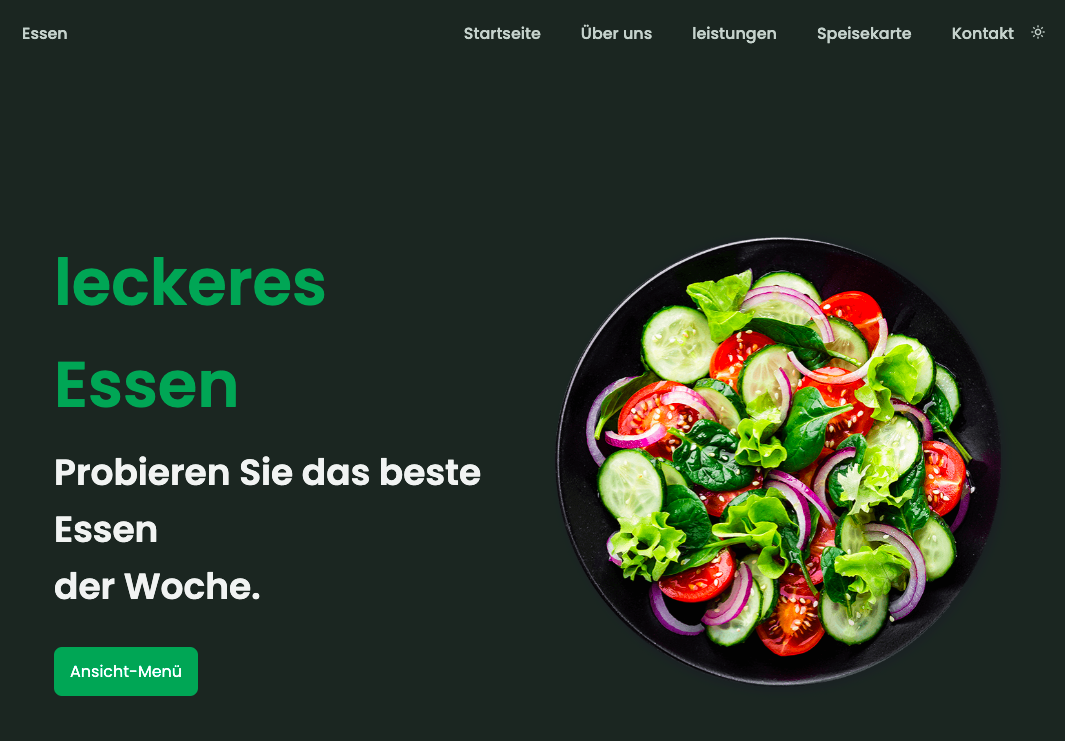 Essen
Startseite
Über uns
leistungen
Speisekarte
Kontakt
leckeres
Essen
Probieren Sie das beste
Essen
der Woche.
Ansicht-Menü